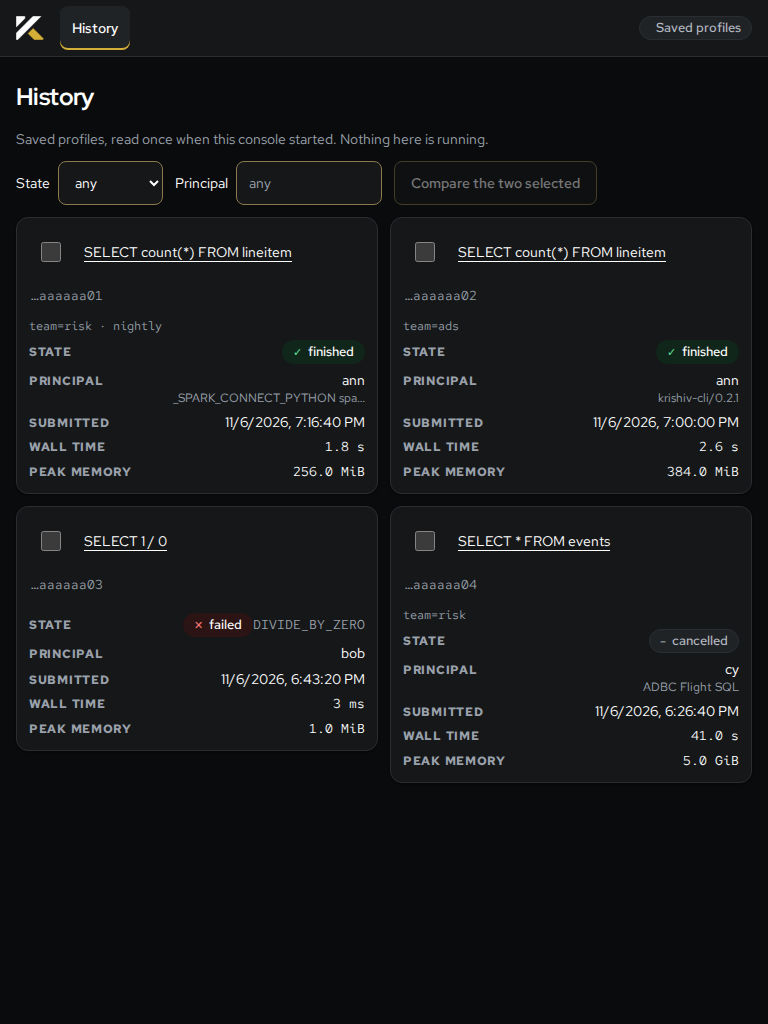 History
Saved profiles
History
Saved profiles, read once when this console started. Nothing here is running.
State any Principal any Compare the two selected
SELECT count(*) FROM lineitem
…aaaaaa01
team=risk · nightly
STATE ✓ finished
PRINCIPAL ann
_SPARK_CONNECT_PYTHON spa…
SUBMITTED 11/6/2026, 7:16:40 PM
WALL TIME 1.8 s
PEAK MEMORY 256.0 MiB
SELECT count(*) FROM lineitem
…aaaaaa02
team=ads
STATE ✓ finished
PRINCIPAL ann
krishiv-cli/0.2.1
SUBMITTED 11/6/2026, 7:00:00 PM
WALL TIME 2.6 s
PEAK MEMORY 384.0 MiB
SELECT 1 / 0
…aaaaaa03
STATE ✕ failed DIVIDE_BY_ZERO
PRINCIPAL bob
SUBMITTED 11/6/2026, 6:43:20 PM
WALL TIME 3 ms
PEAK MEMORY 1.0 MiB
SELECT * FROM events
…aaaaaa04
team=risk
STATE – cancelled
PRINCIPAL cy
ADBC Flight SQL
SUBMITTED 11/6/2026, 6:26:40 PM
WALL TIME 41.0 s
PEAK MEMORY 5.0 GiB